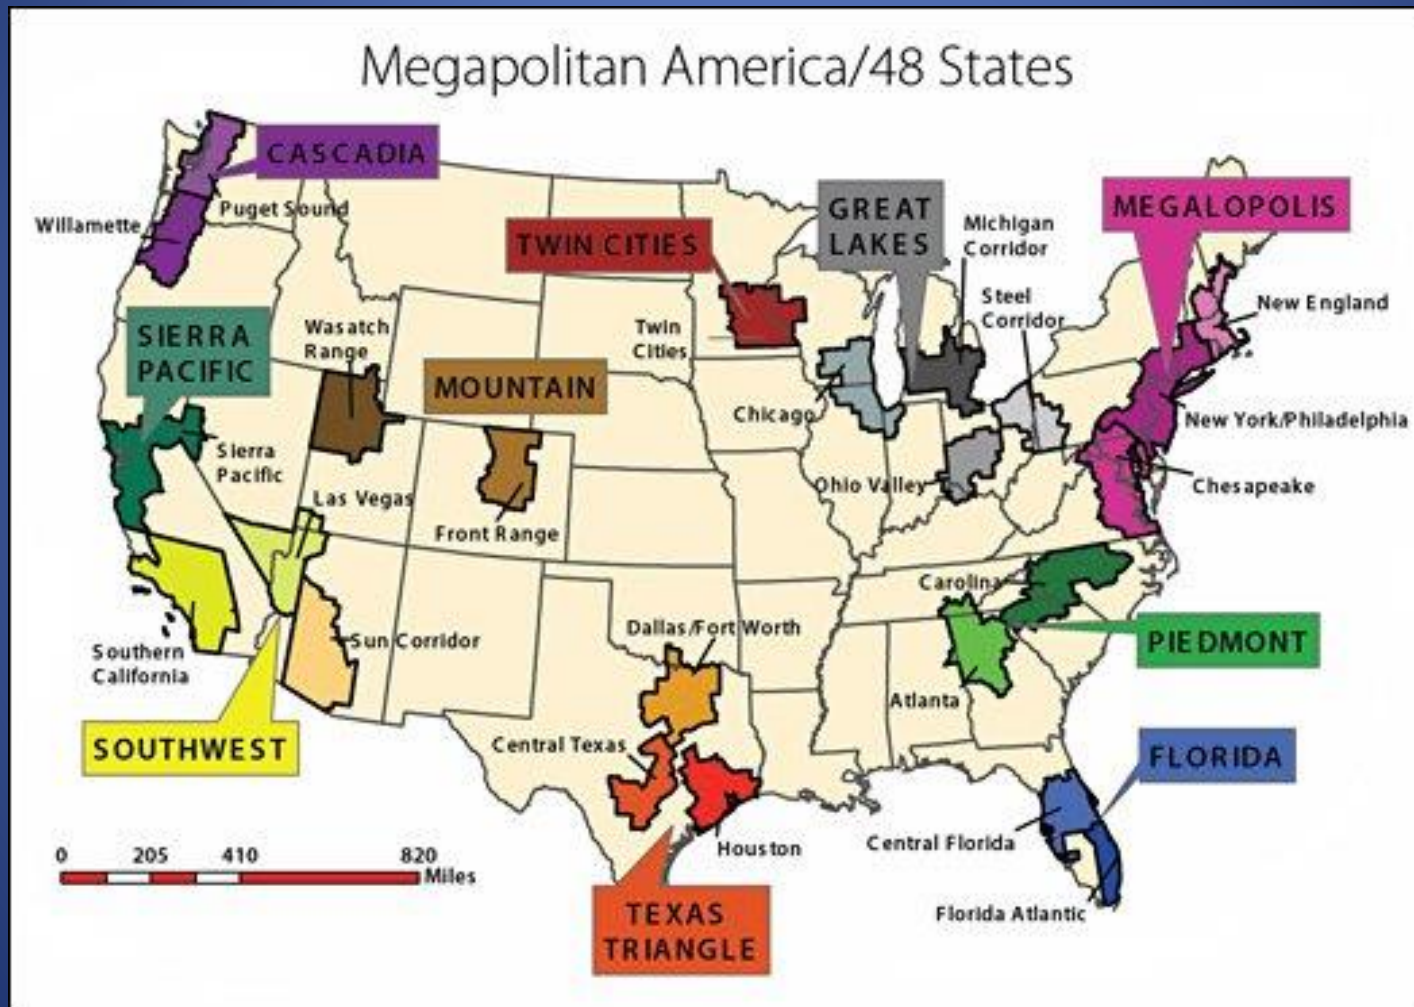 Megapolitan America/48 States
CASCADIA
Puget Sound
Willamette
TWIN CITIES
GREAT
LAKES
Michigan
Corridor
MEGALOPOLIS
Steel
Corridor
New England
SIERRA
PACIFIC
Wasatch
Range
Twin
Cities
MOUNTAIN
Chicago
New York/Philadelphia
Sierra
Pacific
Las Vegas
Ohio Valley
Chesapeake
Front Range
Carolina
Southern
California
Sun Corridor
Dallas/Fort Worth
PIEDMONT
Atlanta
SOUTHWEST
Central Texas
FLORIDA
Houston
Central Florida
0 205 410 820
Miles
TEXAS
TRIANGLE
Florida Atlantic